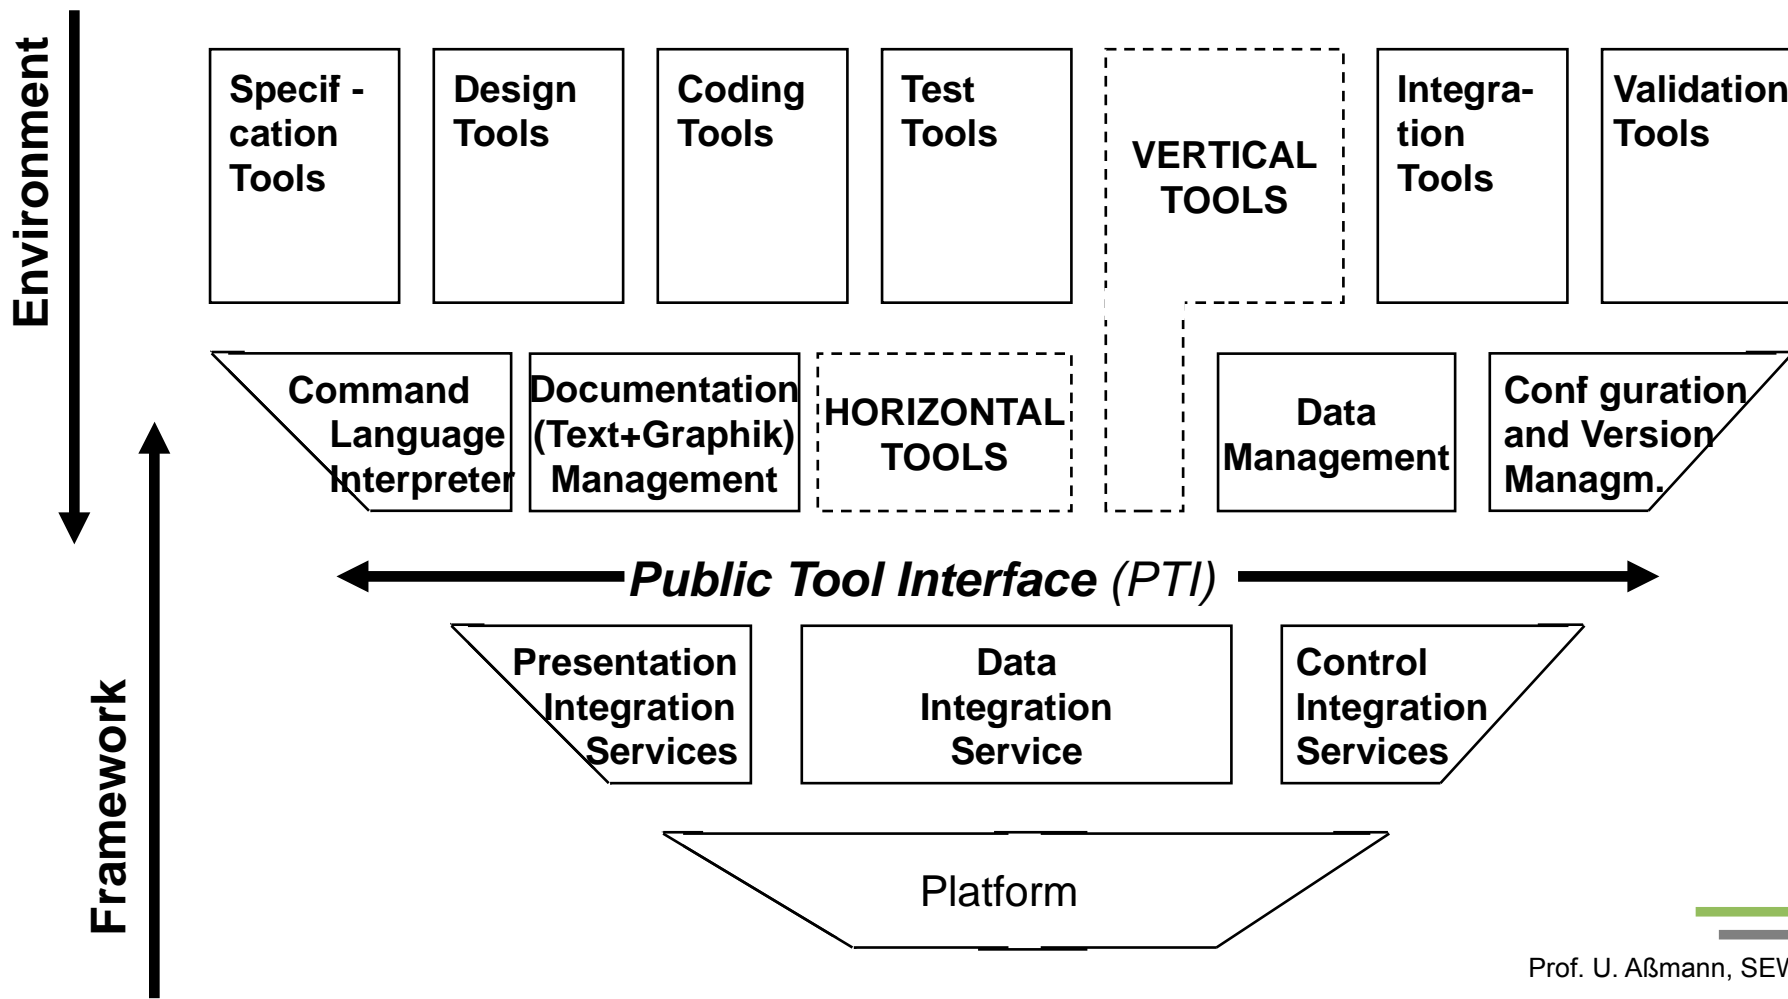 Environment
Specif -
cation
Tools
Design
Tools
Coding
Tools
Test
Tools
VERTICAL
TOOLS
Integra-
tion
Tools
Validation
Tools
Command
Language
Interpreter
Documentation
(Text+Graphik)
Management
HORIZONTAL
TOOLS
Data
Management
Conf guration
and Version
Managm.
Public Tool Interface (PTI)
Framework
Presentation
Integration
Services
Data
Integration
Service
Control
Integration
Services
Platform
Prof. U. Aßmann, SEW